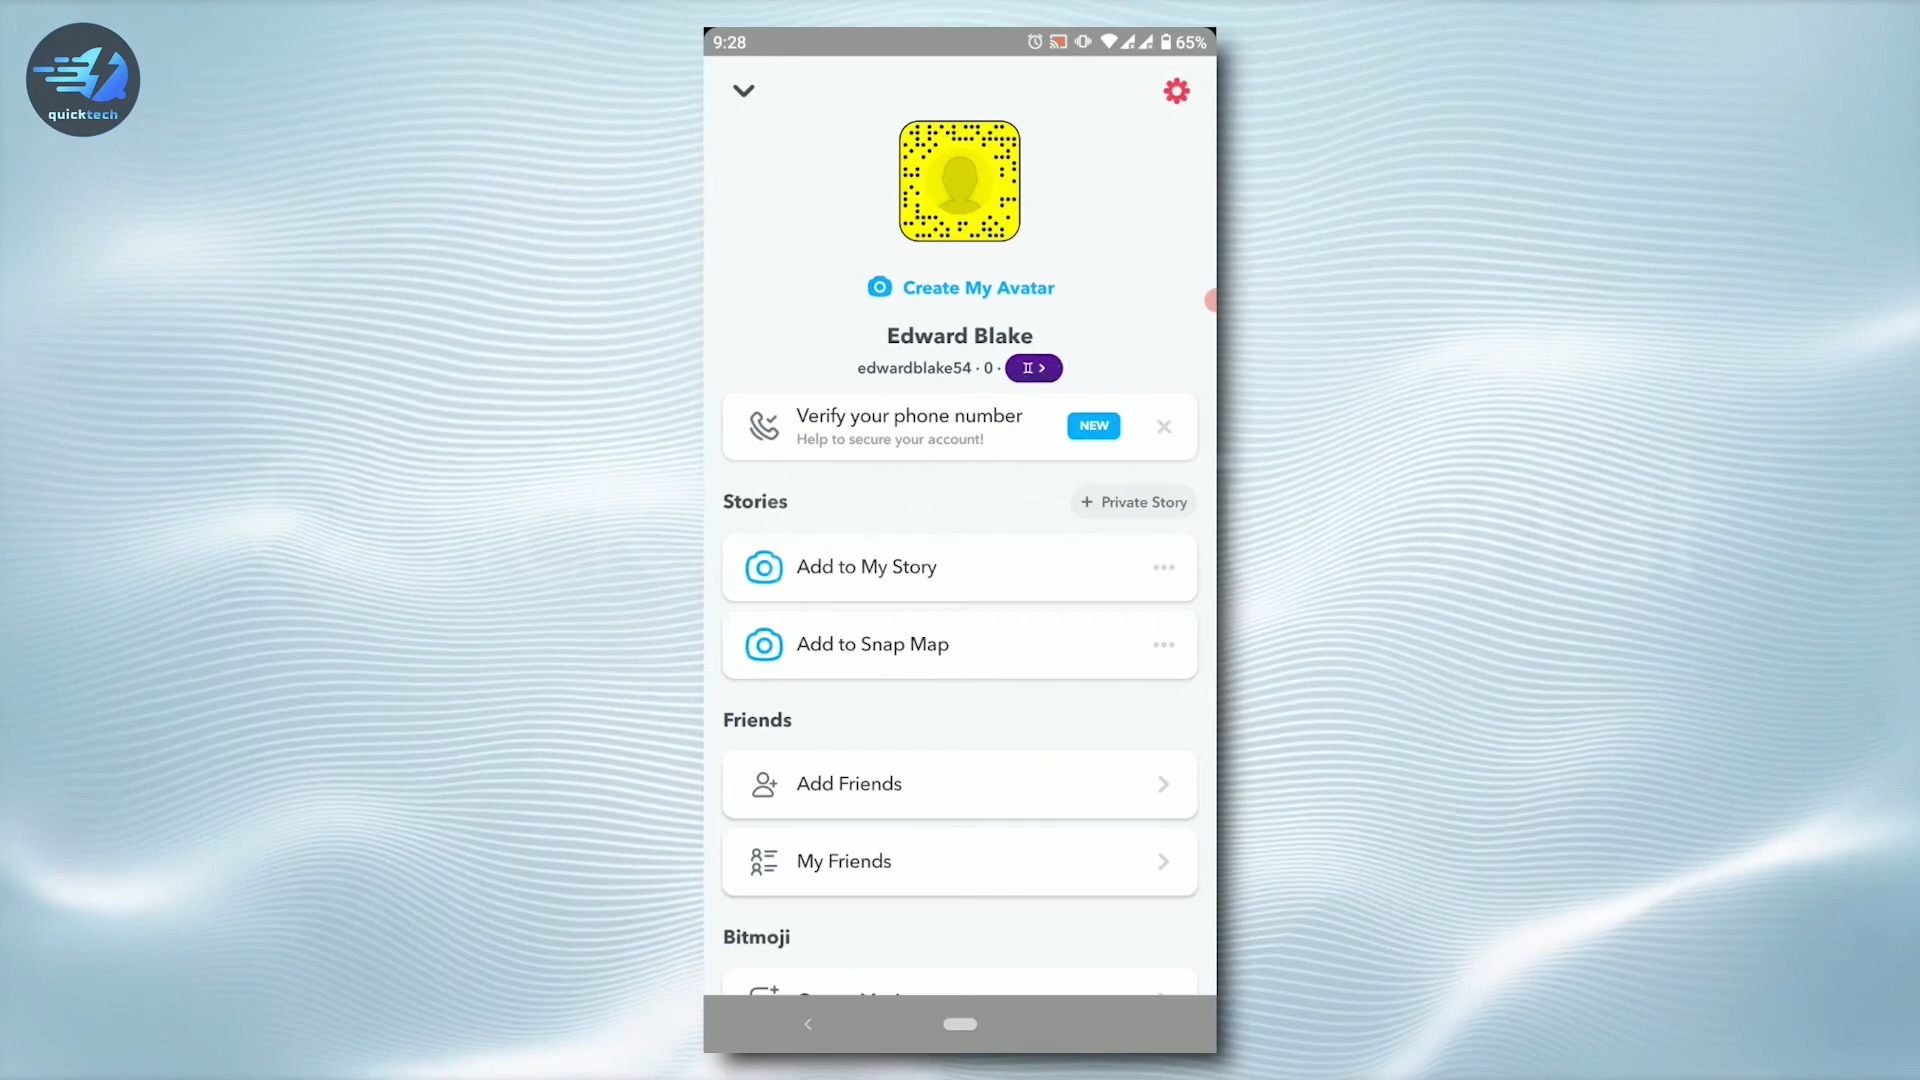 quicktech
9:28
65%
Create My Avatar
Edward Blake
edwardblake54 · 0 · ♊ >
Verify your phone number
Help to secure your account!
NEW
Stories
+ Private Story
Add to My Story
Add to Snap Map
Friends
Add Friends
My Friends
Bitmoji